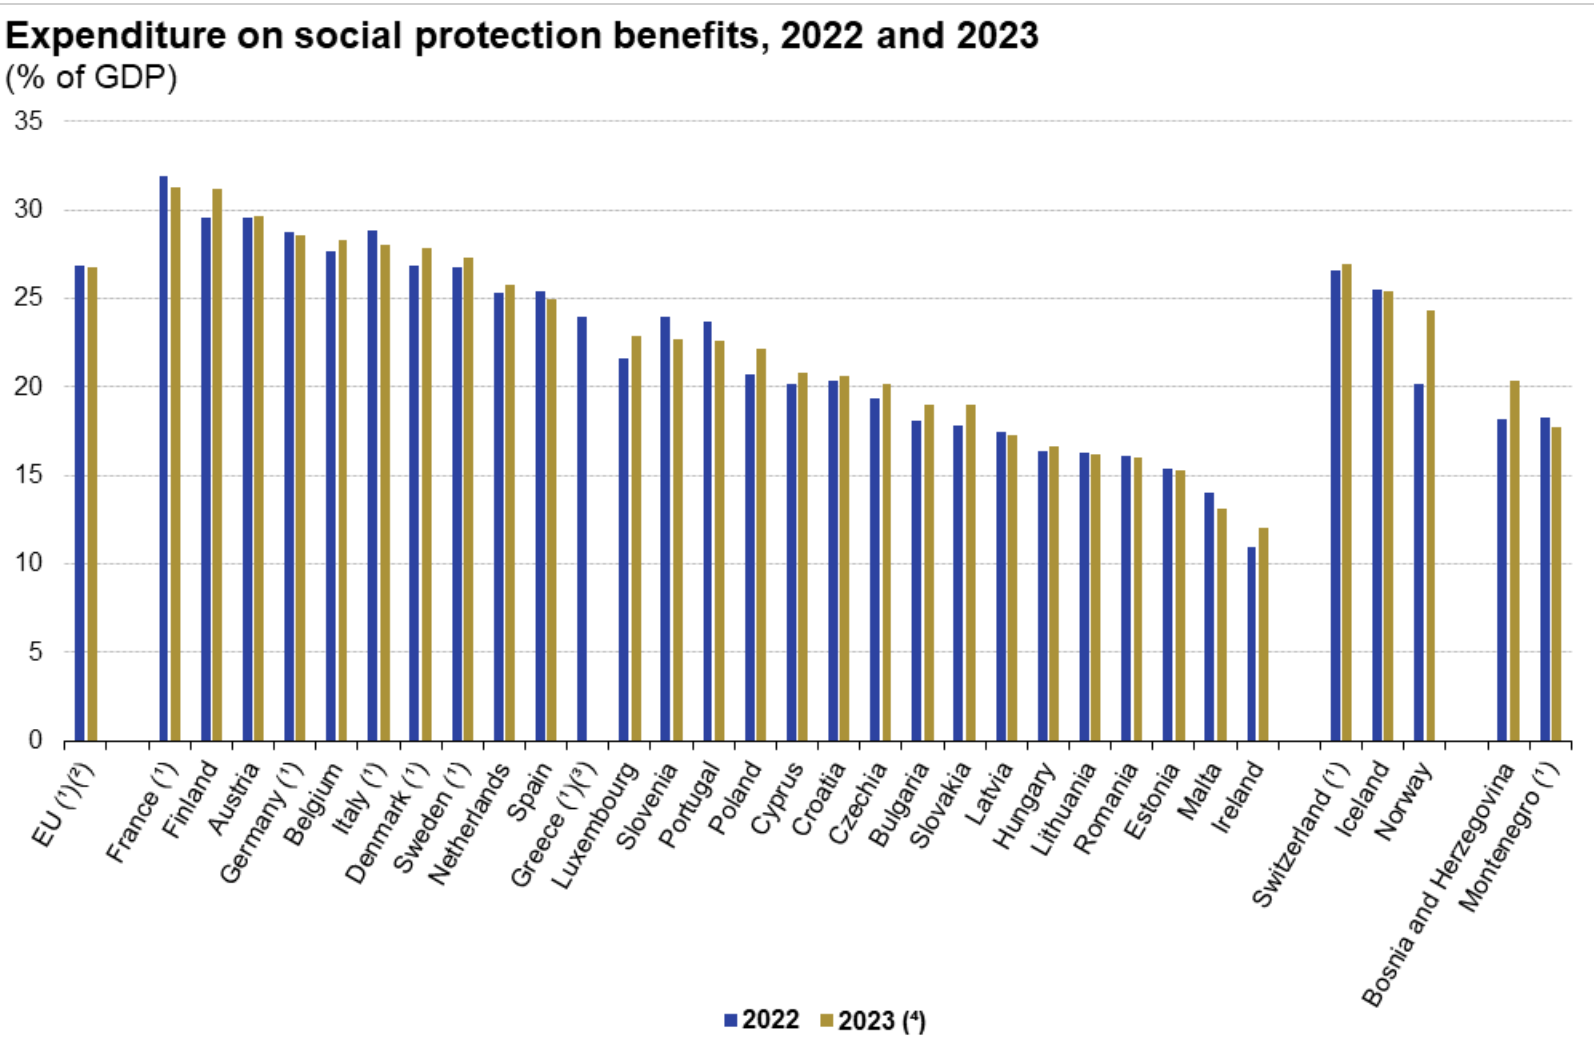 Expenditure on social protection benefits, 2022 and 2023
(% of GDP)
35
30
25
20
15
10
5
0
EU (¹)(²)
France (¹)
Finland
Austria
Germany (¹)
Belgium
Italy (¹)
Denmark (¹)
Sweden (¹)
Netherlands
Spain
Greece (¹)(³)
Luxembourg
Slovenia
Portugal
Poland
Cyprus
Croatia
Czechia
Bulgaria
Slovakia
Latvia
Hungary
Lithuania
Romania
Estonia
Malta
Ireland
Switzerland (¹)
Iceland
Norway
Bosnia and Herzegovina
Montenegro (¹)
2022
2023 (⁴)